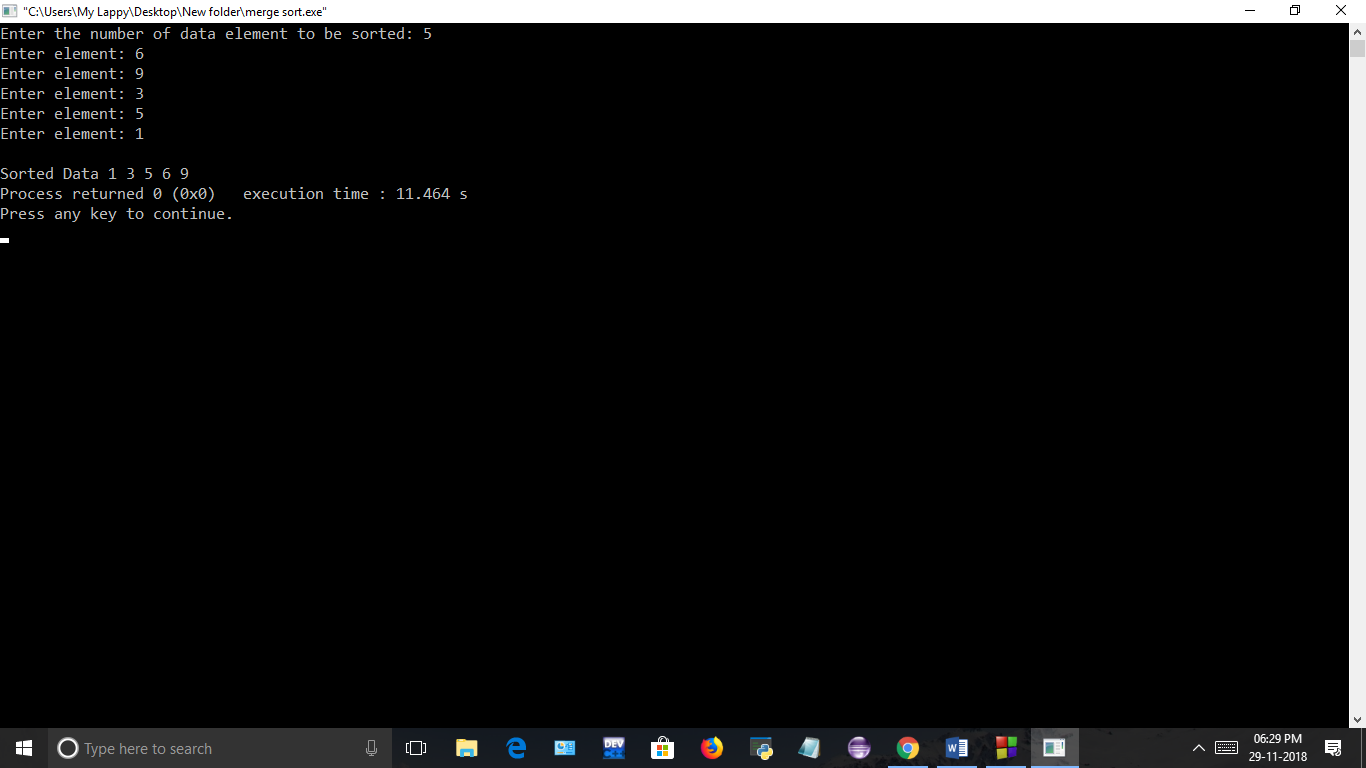 "C:\Users\My Lappy\Desktop\New folder\merge sort.exe"
Enter the number of data element to be sorted: 5
Enter element: 6
Enter element: 9
Enter element: 3
Enter element: 5
Enter element: 1
Sorted Data 1 3 5 6 9
Process returned 0 (0x0)   execution time : 11.464 s
Press any key to continue.
Type here to search
DEV
06:29 PM
29-11-2018